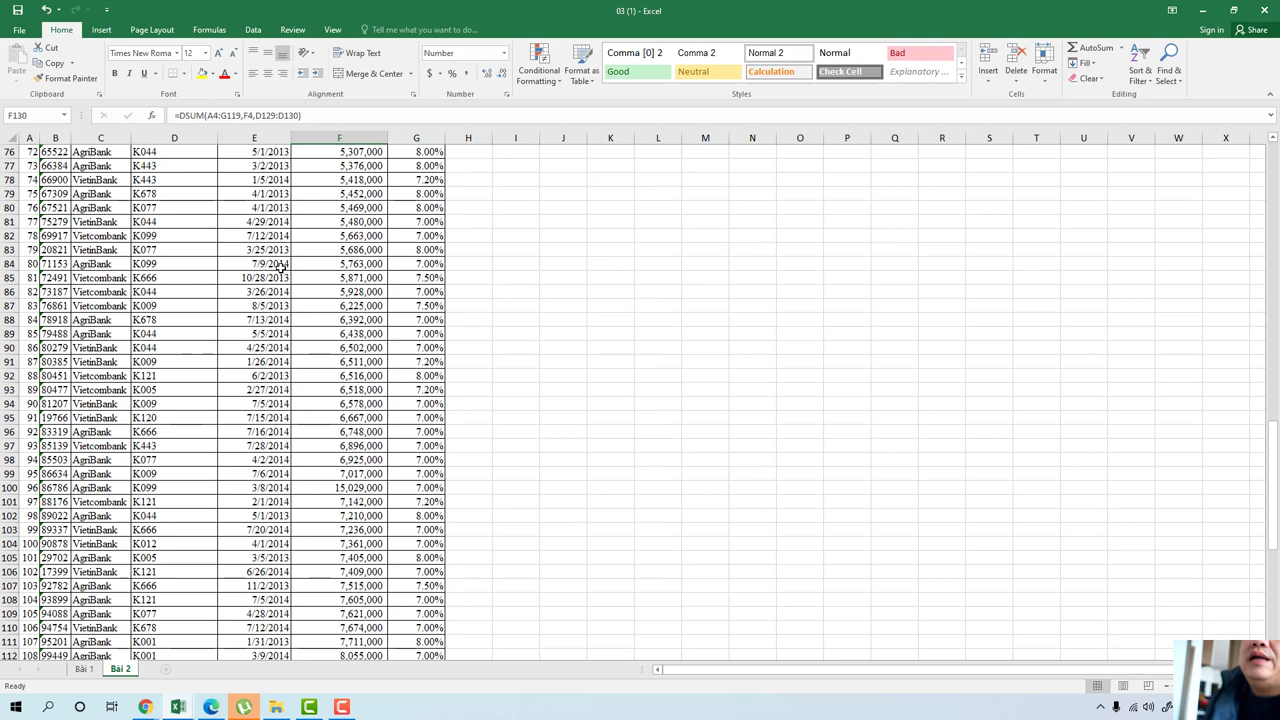 03 (1) - Excel
Sign in
Share
File Home Insert Page Layout Formulas Data Review View Tell me what you want to do...
Paste
Cut
Copy
Format Painter
Clipboard
Times New Roma 12
B I U
Font
Wrap Text
Merge & Center
Alignment
Number
$ % ,
Number
Conditional Formatting
Format as Table
Comma [0] 2 Comma 2 Normal 2 Normal Bad
Good Neutral Calculation Check Cell Explanatory ...
Styles
Insert Delete Format
Cells
AutoSum
Fill
Clear
Sort & Filter
Find & Select
Editing
F130 fx =DSUM(A4:G119,F4,D129:D130)
A B C D E F G H I J K L M N O P Q R S T U V W X
76 72 65522 AgriBank K044 5/1/2013 5,307,000 8.00%
77 73 66384 AgriBank K443 3/2/2013 5,376,000 8.00%
78 74 66900 VietinBank K443 1/5/2014 5,418,000 7.20%
79 75 67309 AgriBank K678 4/1/2013 5,452,000 8.00%
80 76 67521 AgriBank K077 4/1/2013 5,469,000 8.00%
81 77 75279 VietinBank K044 4/29/2014 5,480,000 7.00%
82 78 69917 Vietcombank K099 7/12/2014 5,663,000 7.00%
83 79 20821 VietinBank K077 3/25/2013 5,686,000 8.00%
84 80 71153 AgriBank K099 7/9/2014 5,763,000 7.00%
85 81 72491 Vietcombank K666 10/28/2013 5,871,000 7.50%
86 82 73187 Vietcombank K044 3/26/2014 5,928,000 7.00%
87 83 76861 Vietcombank K009 8/5/2013 6,225,000 7.50%
88 84 78918 AgriBank K678 7/13/2014 6,392,000 7.00%
89 85 79488 AgriBank K044 5/5/2014 6,438,000 7.00%
90 86 80279 VietinBank K044 4/25/2014 6,502,000 7.00%
91 87 80385 VietinBank K009 1/26/2014 6,511,000 7.20%
92 88 80451 Vietcombank K121 6/2/2013 6,516,000 8.00%
93 89 80477 Vietcombank K005 2/27/2014 6,518,000 7.20%
94 90 81207 VietinBank K009 7/5/2014 6,578,000 7.00%
95 91 19766 VietinBank K120 7/15/2014 6,667,000 7.00%
96 92 83319 AgriBank K666 7/16/2014 6,748,000 7.00%
97 93 85139 Vietcombank K443 7/28/2014 6,896,000 7.00%
98 94 85503 AgriBank K077 4/2/2014 6,925,000 7.00%
99 95 86634 AgriBank K009 7/6/2014 7,017,000 7.00%
100 96 86786 AgriBank K099 3/8/2014 15,029,000 7.00%
101 97 88176 Vietcombank K121 2/1/2014 7,142,000 7.20%
102 98 89022 AgriBank K044 5/1/2013 7,210,000 8.00%
103 99 89337 VietinBank K666 7/20/2014 7,236,000 7.00%
104 100 90878 VietinBank K012 4/1/2014 7,361,000 7.00%
105 101 29702 AgriBank K005 3/5/2013 7,405,000 8.00%
106 102 17399 VietinBank K121 6/26/2014 7,409,000 7.00%
107 103 92782 AgriBank K666 11/2/2013 7,515,000 7.50%
108 104 93899 AgriBank K121 7/5/2014 7,605,000 7.00%
109 105 94088 AgriBank K077 4/28/2014 7,621,000 7.00%
110 106 94754 VietinBank K678 7/12/2014 7,674,000 7.00%
111 107 95201 AgriBank K001 1/31/2013 7,711,000 8.00%
112 108 99449 AgriBank K001 3/9/2014 8,055,000 7.00%
Bài 1 Bài 2
Ready